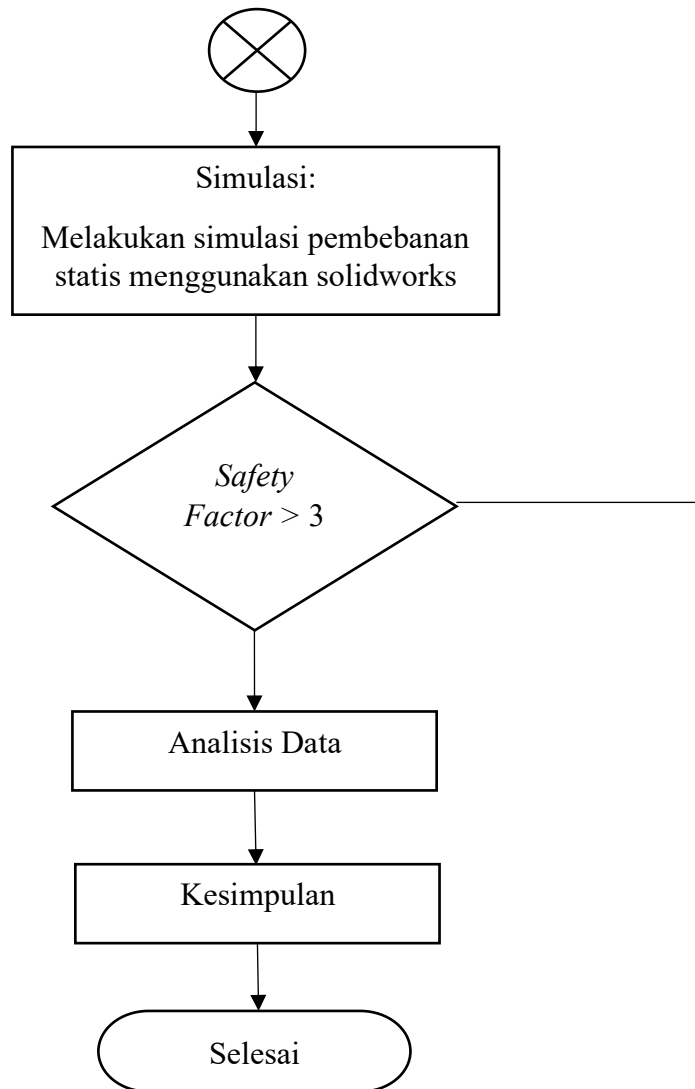 Simulasi:
Melakukan simulasi pembebanan
statis menggunakan solidworks
Safety
Factor > 3
Analisis Data
Kesimpulan
Selesai